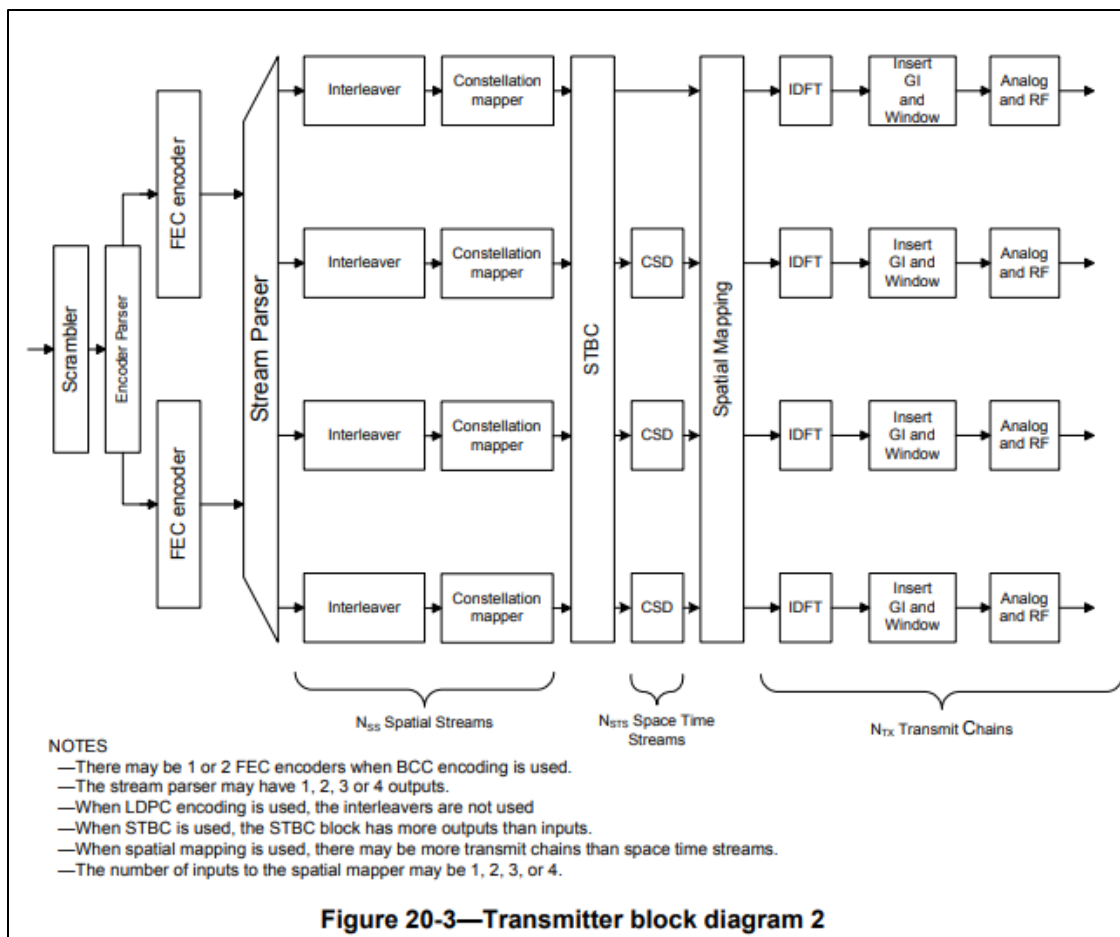 Scrambler
Encoder Parser
FEC encoder
FEC encoder
Stream Parser
Interleaver
Constellation
mapper
STBC
Spatial Mapping
IDFT
Insert
GI
and
Window
Analog
and RF
Interleaver
Constellation
mapper
CSD
IDFT
Insert
GI and
Window
Analog
and RF
Interleaver
Constellation
mapper
CSD
IDFT
Insert
GI and
Window
Analog
and RF
Interleaver
Constellation
mapper
CSD
IDFT
Insert
GI and
Window
Analog
and RF
NSS Spatial Streams
NSTS Space Time
Streams
NTX Transmit Chains
NOTES
—There may be 1 or 2 FEC encoders when BCC encoding is used.
—The stream parser may have 1, 2, 3 or 4 outputs.
—When LDPC encoding is used, the interleavers are not used
—When STBC is used, the STBC block has more outputs than inputs.
—When spatial mapping is used, there may be more transmit chains than space time streams.
—The number of inputs to the spatial mapper may be 1, 2, 3, or 4.
Figure 20-3—Transmitter block diagram 2